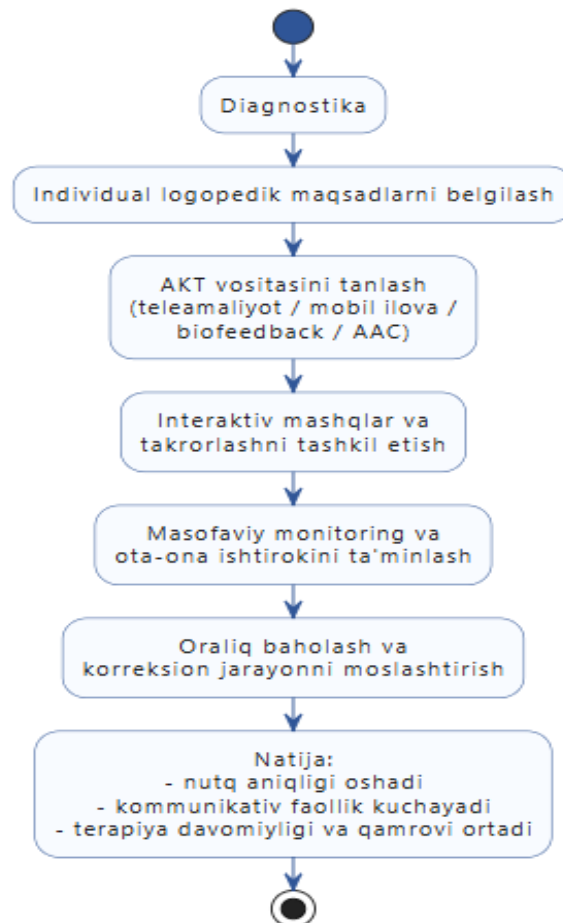 Diagnostika
Individual logopedik maqsadlarni belgilash
AKT vositasini tanlash
(teleamaliyot / mobil ilova /
biofeedback / AAC)
Interaktiv mashqlar va
takrorlashni tashkil etish
Masofaviy monitoring va
ota-ona ishtirokini ta'minlash
Oraliq baholash va
korreksion jarayonni moslashtirish
Natija:
- nutq aniqligi oshadi
- kommunikativ faollik kuchayadi
- terapiya davomiyligi va qamrovi ortadi